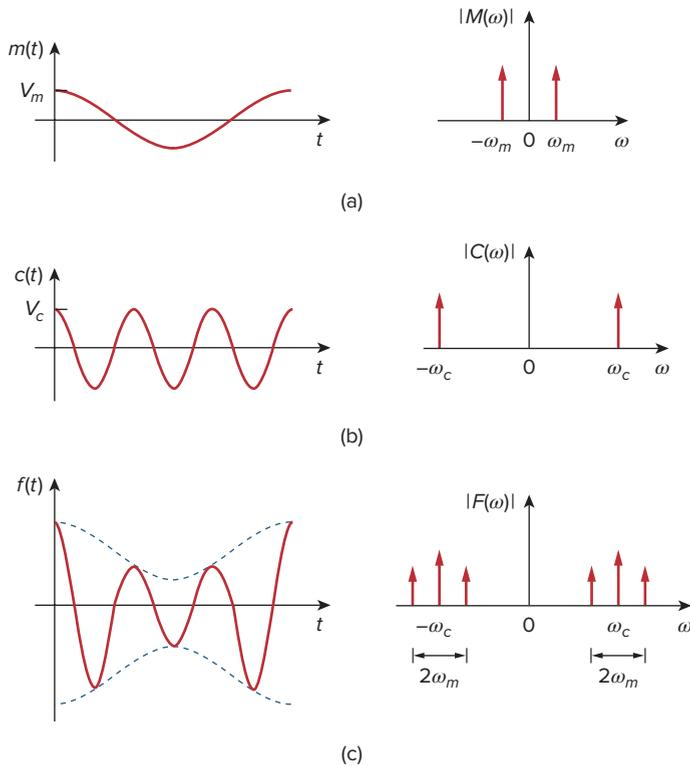 m(t)
V_m
t
|M(ω)|
−ω_m 0 ω_m ω
(a)
c(t)
V_c
t
|C(ω)|
−ω_c 0 ω_c ω
(b)
f(t)
t
|F(ω)|
−ω_c 0 ω_c ω
2ω_m 2ω_m
(c)